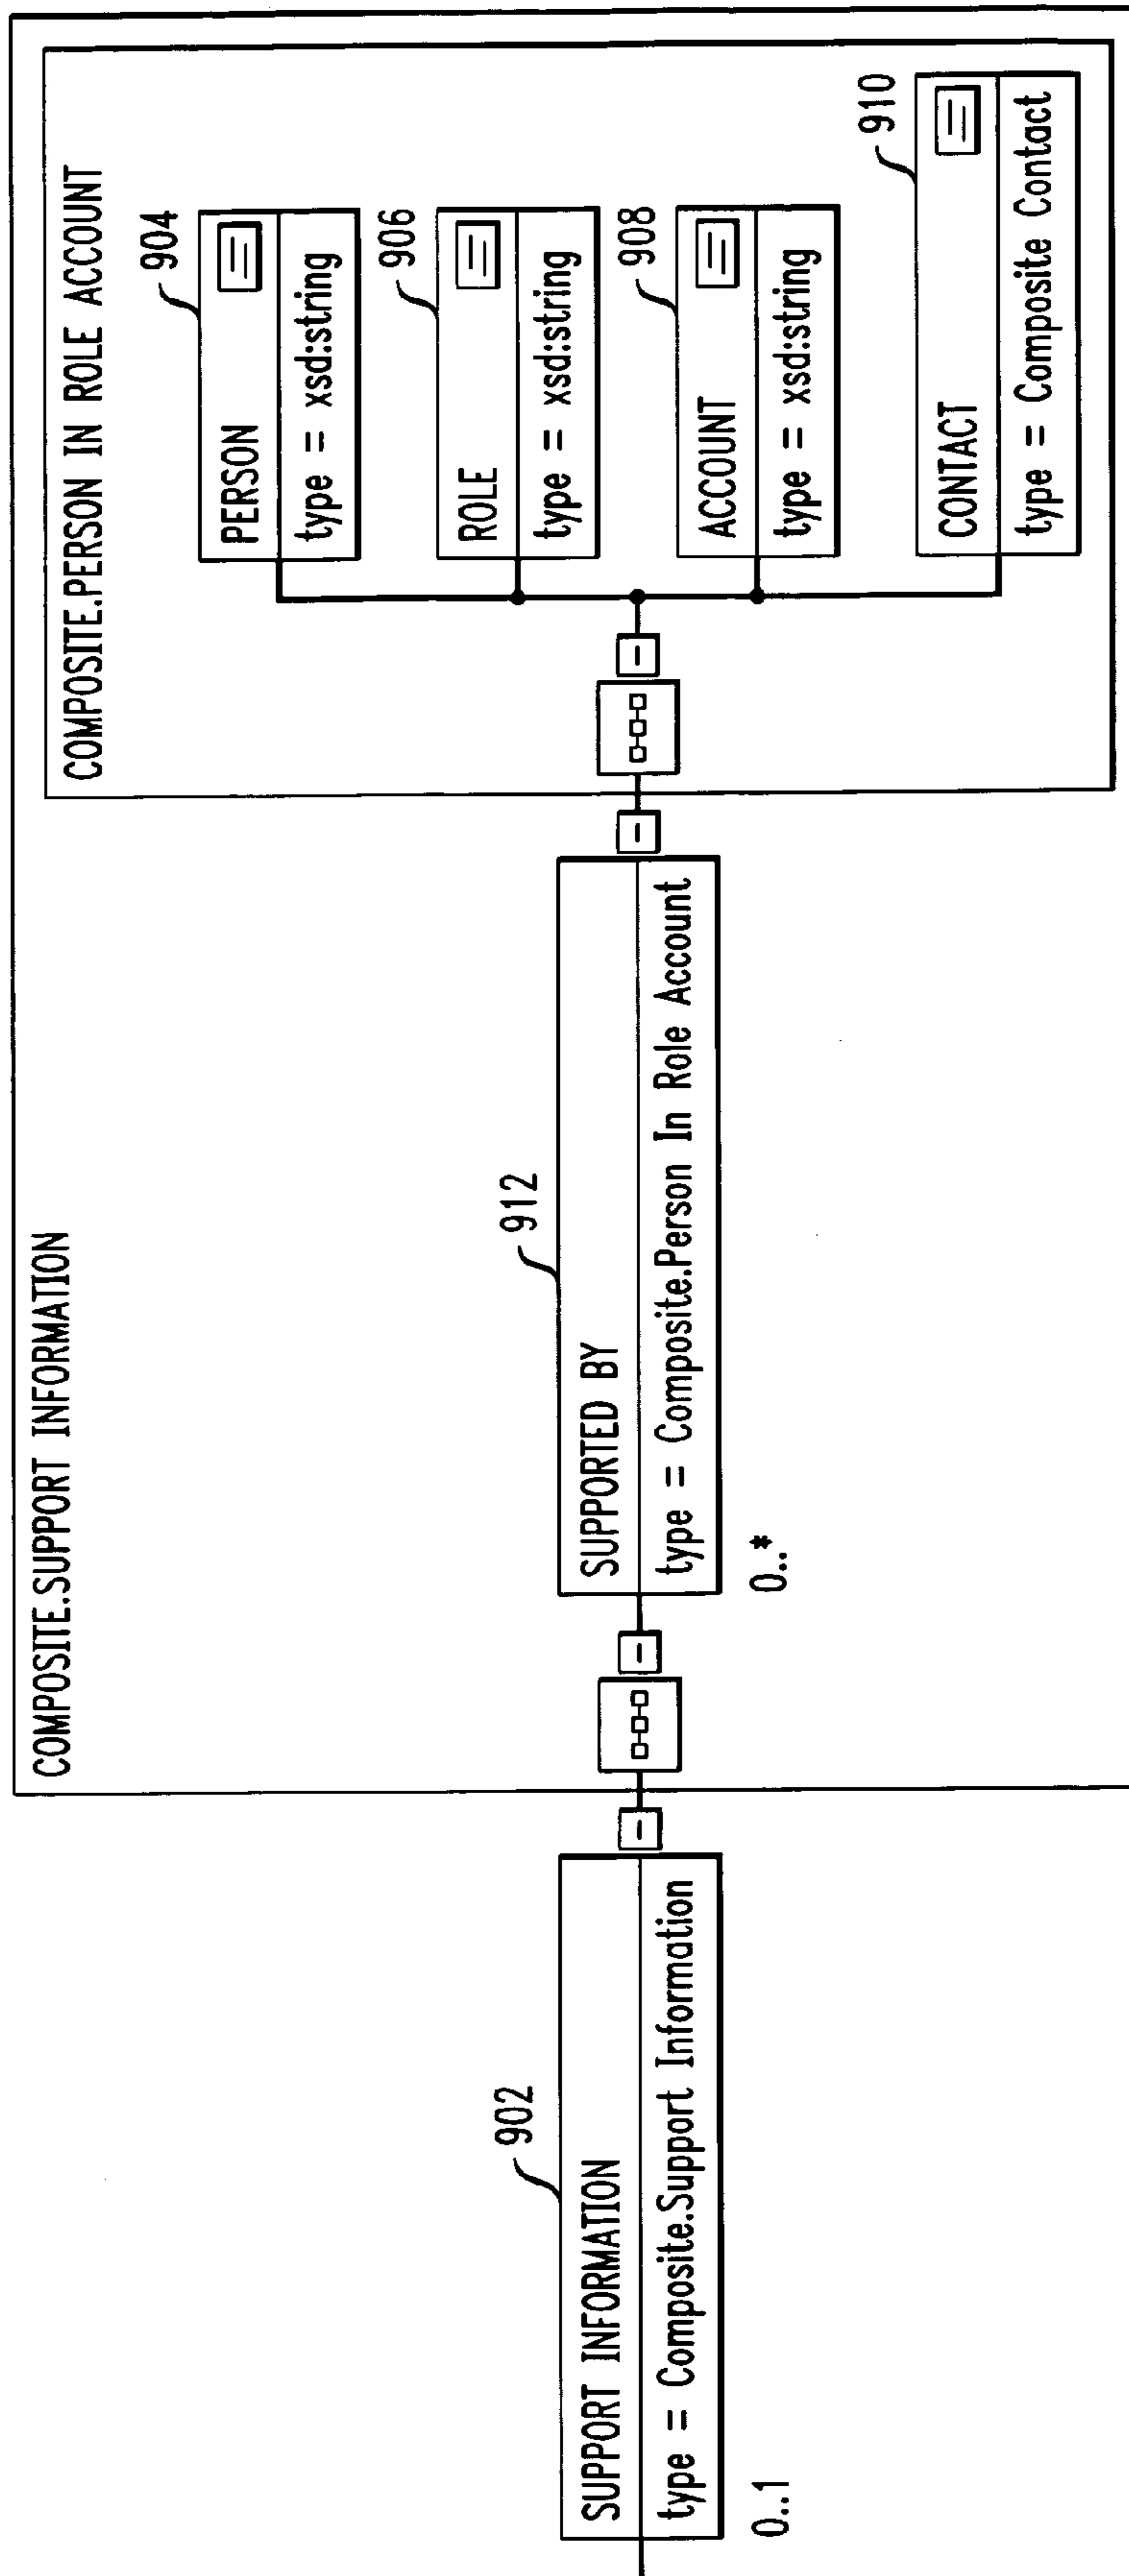 COMPOSITE.SUPPORT INFORMATION
COMPOSITE.PERSON IN ROLE ACCOUNT
904
PERSON
type = xsd:string
906
ROLE
type = xsd:string
908
ACCOUNT
type = xsd:string
910
CONTACT
type = Composite Contact
912
SUPPORTED BY
type = Composite.Person In Role Account
0..*
902
SUPPORT INFORMATION
type = Composite.Support Information
0..1